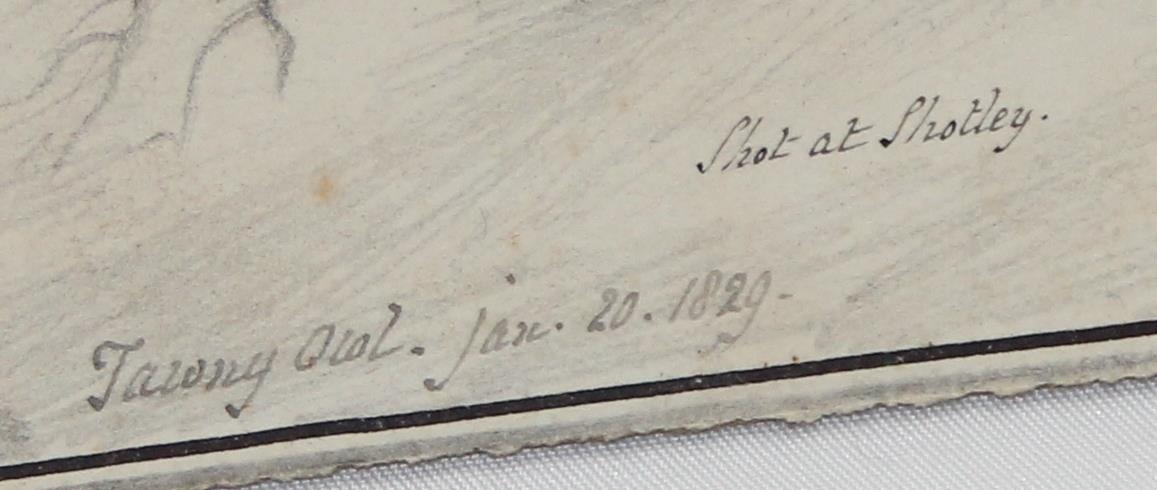 Shot at Shotley.
Tawny Owl. Jan. 20. 1829.